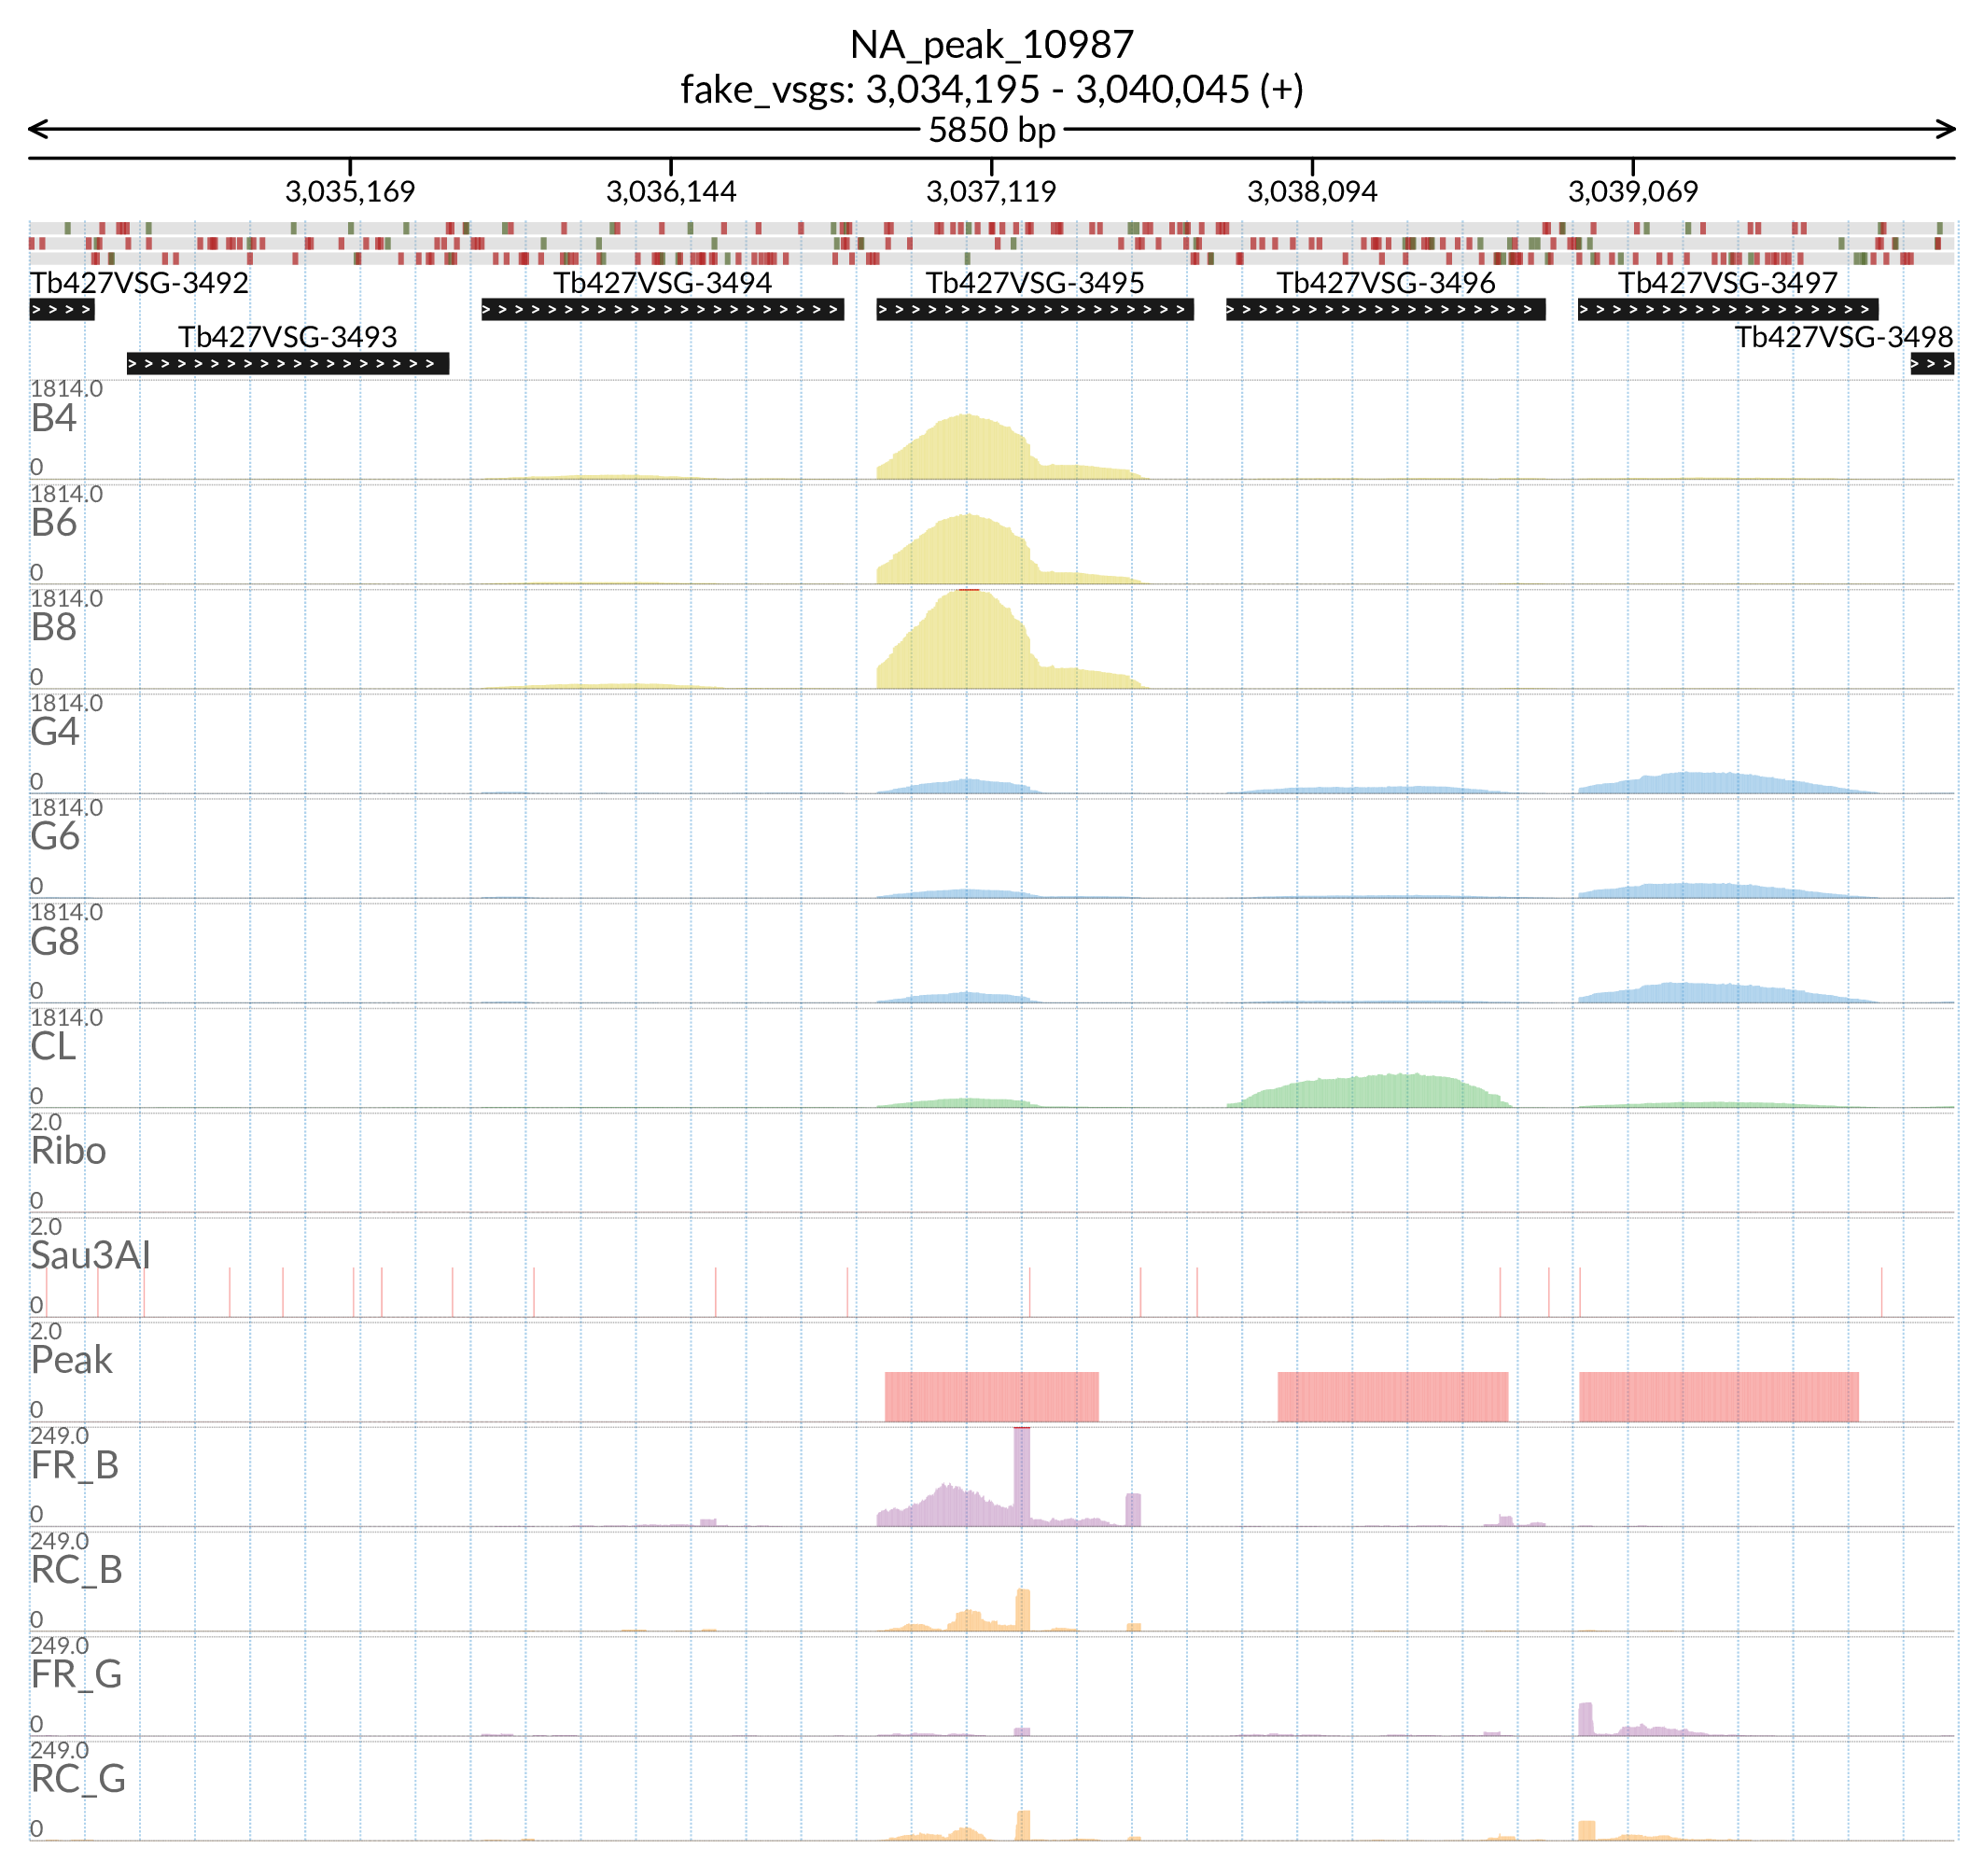 NA_peak_10987
fake_vsgs: 3,034,195 - 3,040,045 (+)
5850 bp
3,035,169 3,036,144 3,037,119 3,038,094 3,039,069
Tb427VSG-3492 Tb427VSG-3494 Tb427VSG-3495 Tb427VSG-3496 Tb427VSG-3497
Tb427VSG-3493 Tb427VSG-3498
1814.0
B4
0
1814.0
B6
0
1814.0
B8
0
1814.0
G4
0
1814.0
G6
0
1814.0
G8
0
1814.0
CL
0
2.0
Ribo
0
2.0
Sau3AI
0
2.0
Peak
0
249.0
FR_B
0
249.0
RC_B
0
249.0
FR_G
0
249.0
RC_G
0